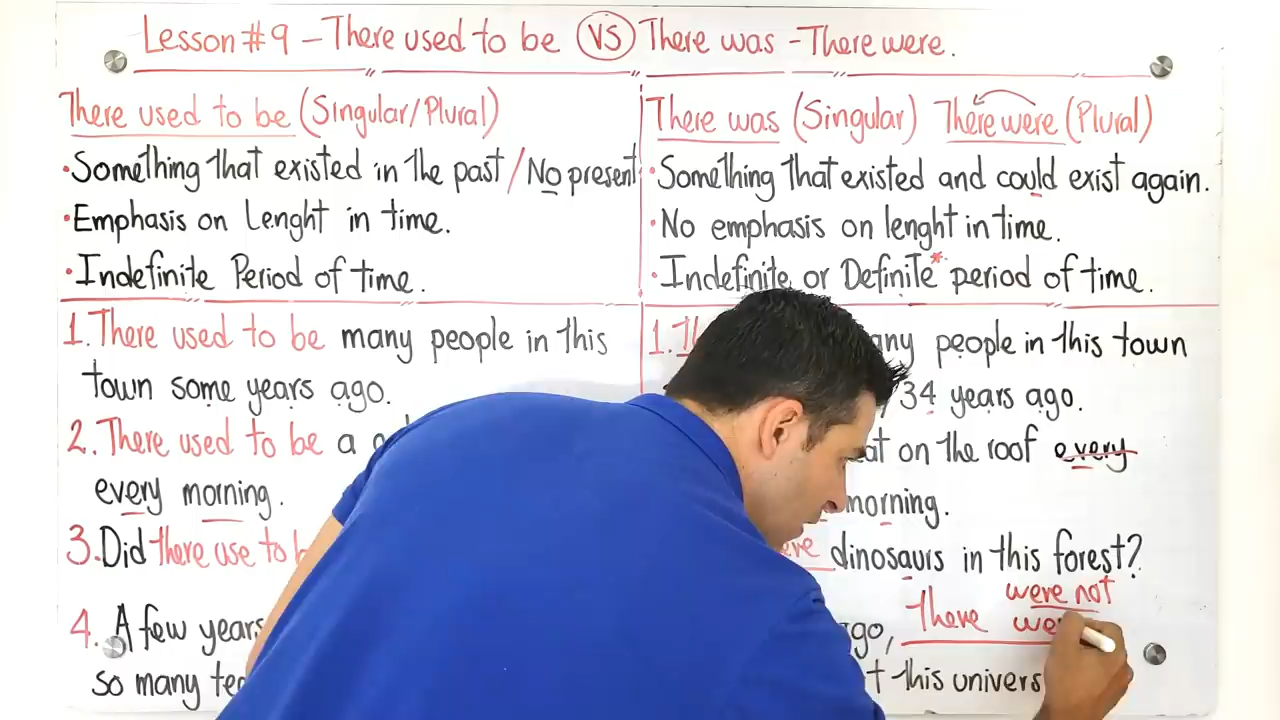 Lesson #9 - There used to be VS There was - There were.
There used to be (Singular/Plural)
• Something that existed in the past / No present
• Emphasis on Lenght in time.
• Indefinite Period of time.
There was (Singular) There were (Plural)
• Something that existed and could exist again.
• No emphasis on lenght in time.
• Indefinite or Definite* period of time.
1. There used to be many people in this
town some years ago.
2. There used to be a
every morning.
3. Did there use to b
4. A few years
so many te
1. Th any people in this town
/34 years ago.
at on the roof every
morning.
ere dinosaurs in this forest?
were not
go, there we
t this univers